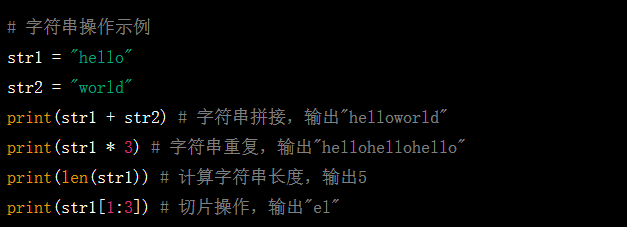 # 字符串操作示例
str1 = "hello"
str2 = "world"
print(str1 + str2) # 字符串拼接，输出"helloworld"
print(str1 * 3) # 字符串重复，输出"hellohellohello"
print(len(str1)) # 计算字符串长度，输出5
print(str1[1:3]) # 切片操作，输出"el"